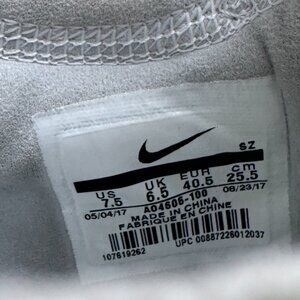 SZ
US UK EUR cm
7.5 6.5 40.5 25.5
05/04/17 08/23/17
AO4606-100
MADE IN CHINA
FABRIQUE EN CHINE
UPC 00887226012037
107619262